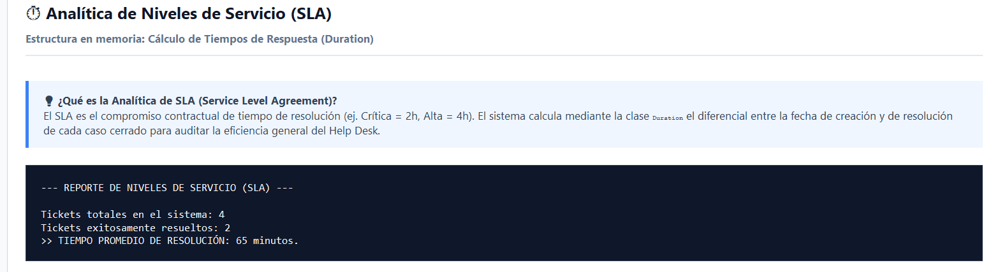 ⏱ Analítica de Niveles de Servicio (SLA)
Estructura en memoria: Cálculo de Tiempos de Respuesta (Duration)
💡 ¿Qué es la Analítica de SLA (Service Level Agreement)?
El SLA es el compromiso contractual de tiempo de resolución (ej. Crítica = 2h, Alta = 4h). El sistema calcula mediante la clase Duration el diferencial entre la fecha de creación y de resolución
de cada caso cerrado para auditar la eficiencia general del Help Desk.
--- REPORTE DE NIVELES DE SERVICIO (SLA) ---
Tickets totales en el sistema: 4
Tickets exitosamente resueltos: 2
>> TIEMPO PROMEDIO DE RESOLUCIÓN: 65 minutos.